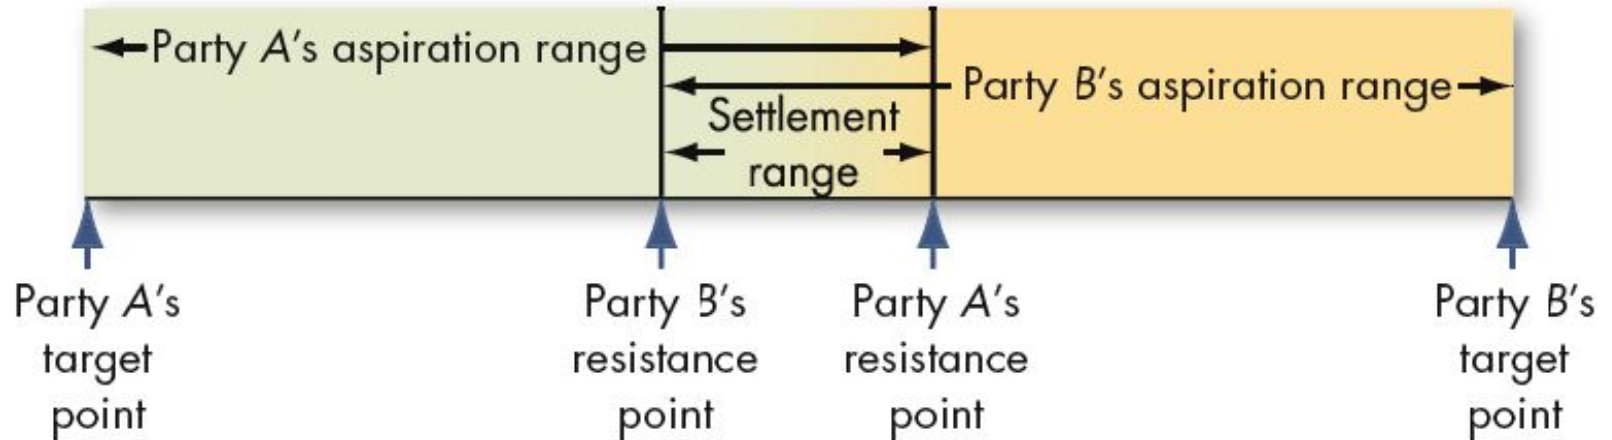 Party A's aspiration range
Party B's aspiration range
Settlement
range
Party A's
target
point
Party B's
resistance
point
Party A's
resistance
point
Party B's
target
point